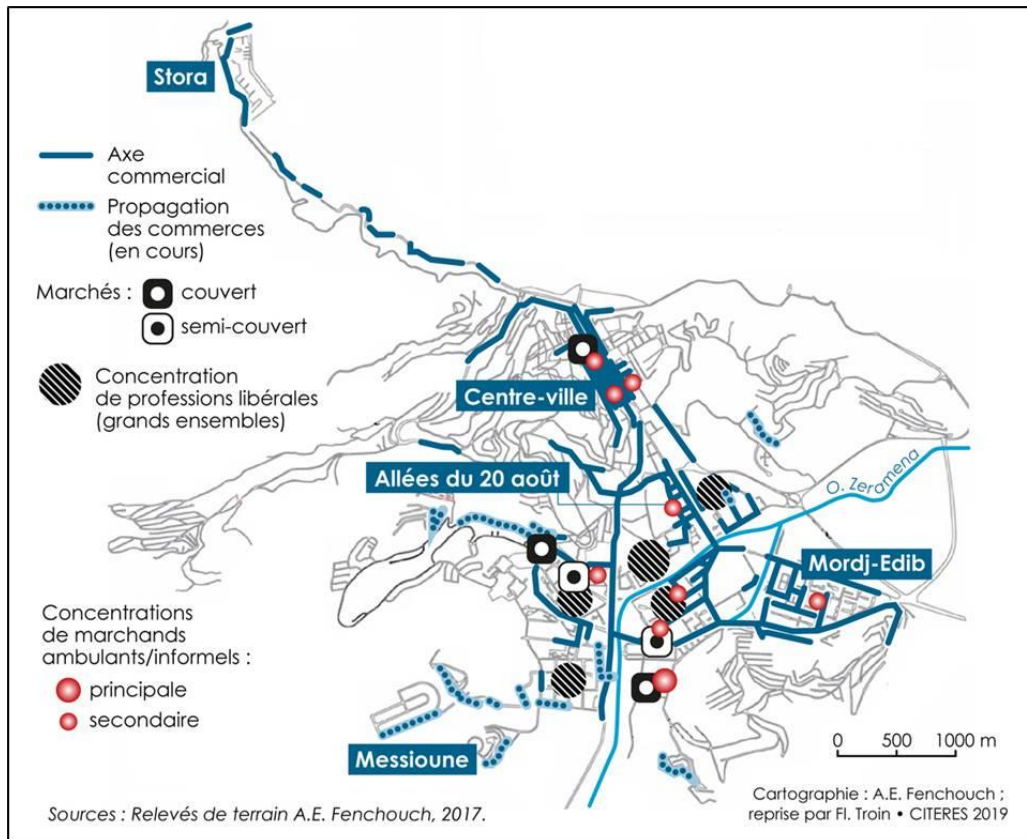 Stora
Axe
commercial
Propagation
des commerces
(en cours)
Marchés :
couvert
semi-couvert
Concentration
de professions libérales
(grands ensembles)
Centre-ville
Allées du 20 août
O. Zeramena
Mordj-Edib
Concentrations
de marchands
ambulants/informels :
principale
secondaire
Messioune
0 500 1000 m
Sources : Relevés de terrain A.E. Fenchouch, 2017.
Cartographie : A.E. Fenchouch ;
reprise par Fl. Troin • CITERES 2019